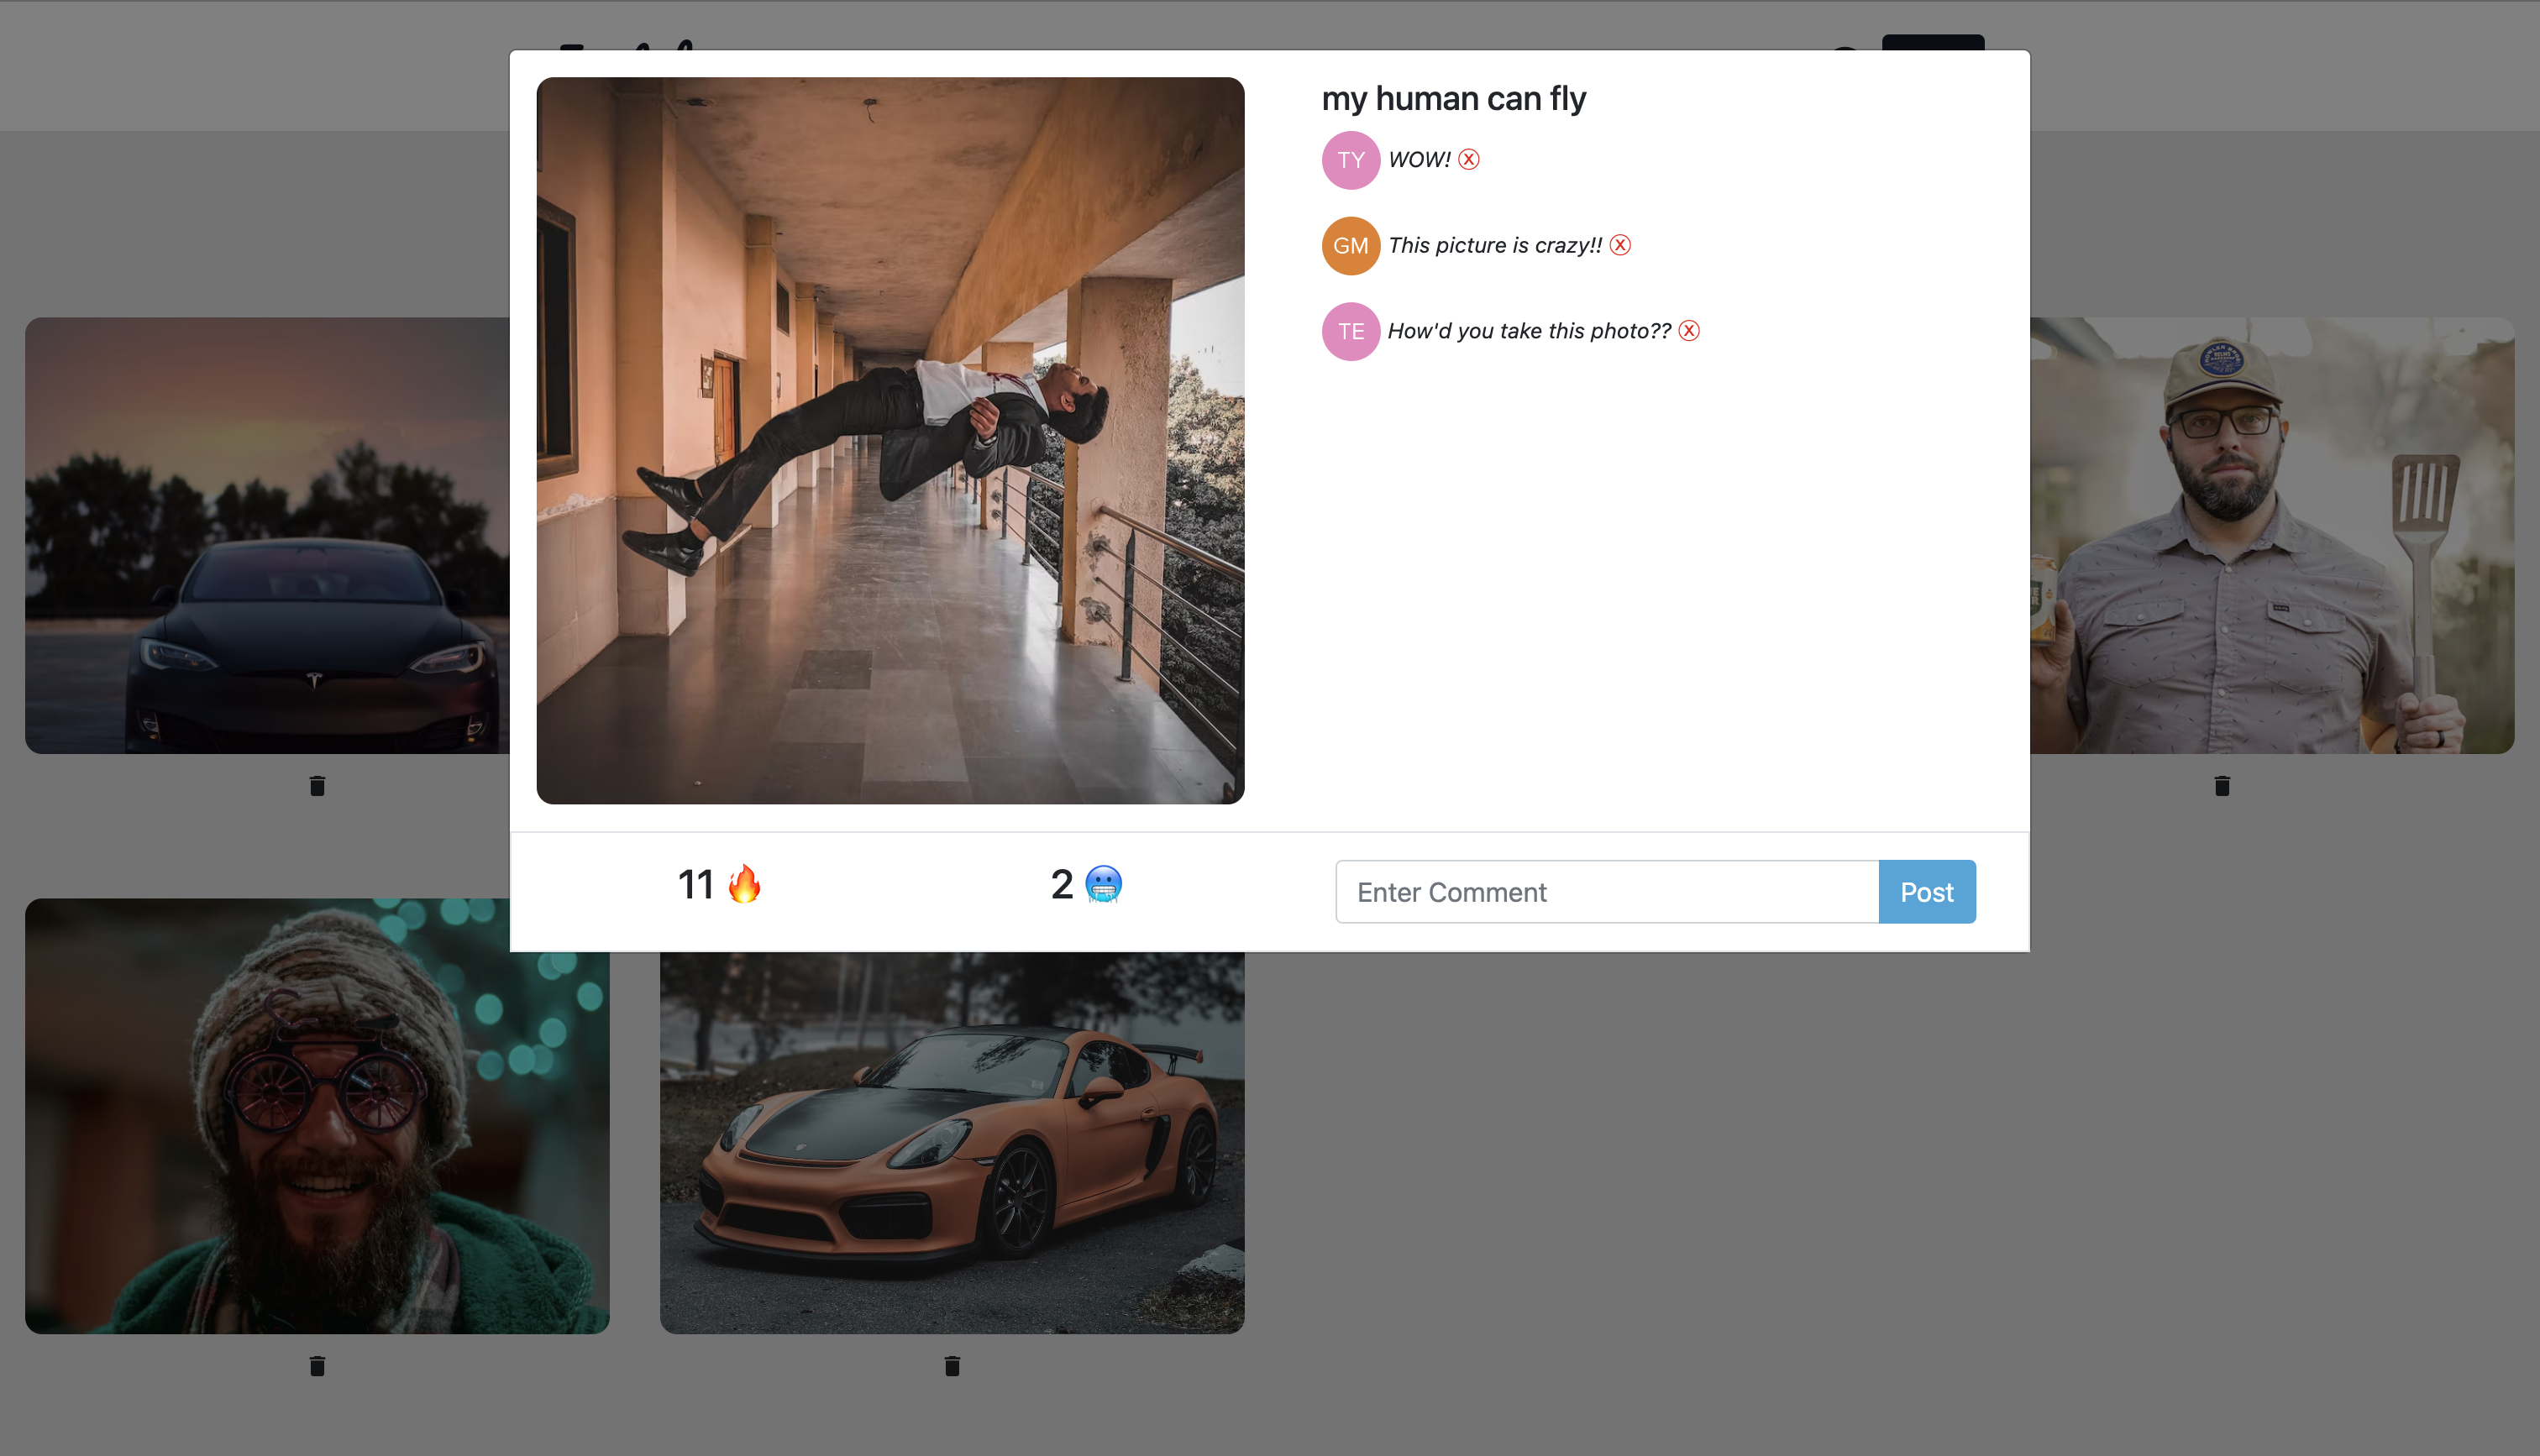 my human can fly
TY WOW!
GM This picture is crazy!!
TE How'd you take this photo??
11 🔥 2 🥶 Enter Comment Post